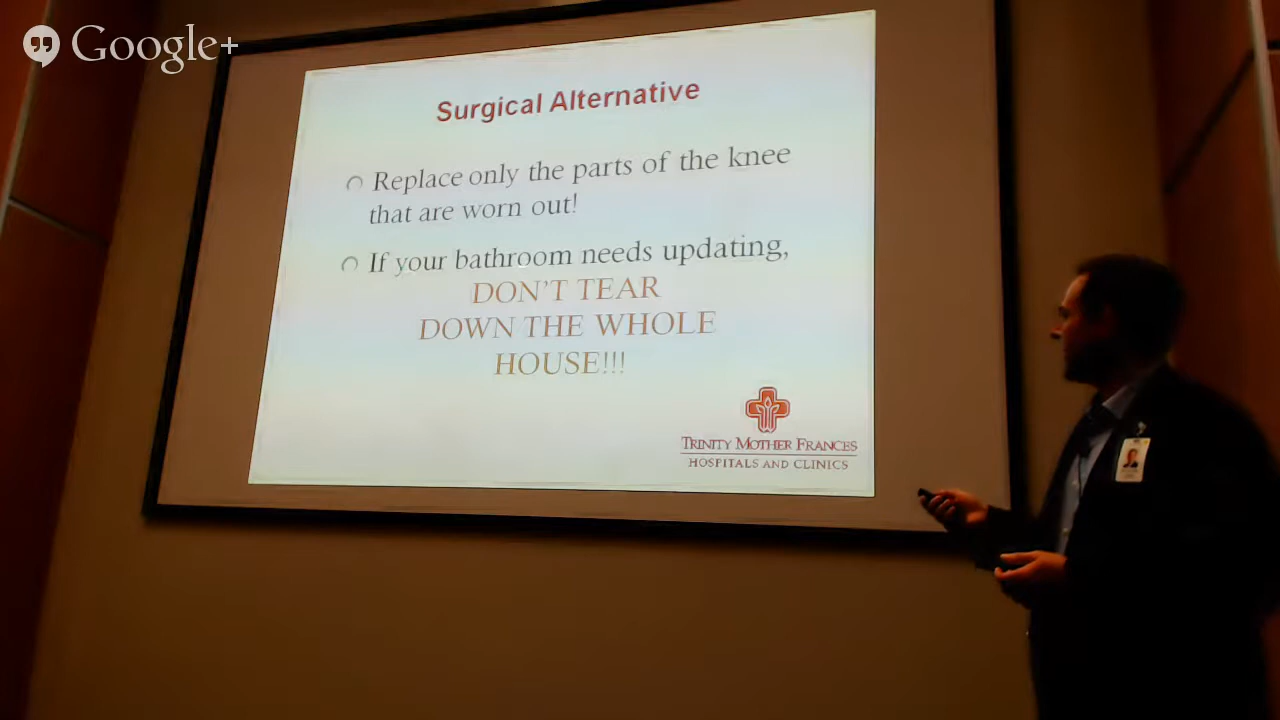 Google+
Surgical Alternative
Replace only the parts of the knee
that are worn out!
If your bathroom needs updating,
DON'T TEAR
DOWN THE WHOLE
HOUSE!!!
TRINITY MOTHER FRANCES
HOSPITALS AND CLINICS